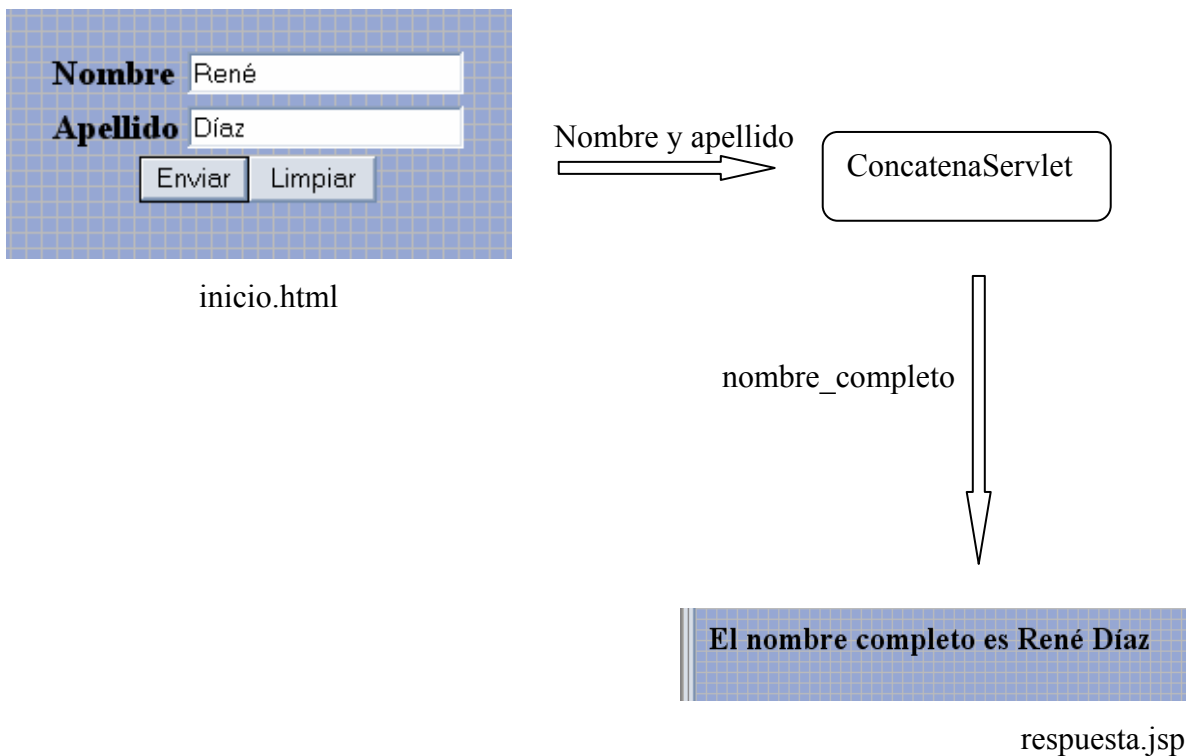 Nombre René
Apellido Díaz
Enviar Limpiar
inicio.html
Nombre y apellido
ConcatenaServlet
nombre_completo
El nombre completo es René Díaz
respuesta.jsp